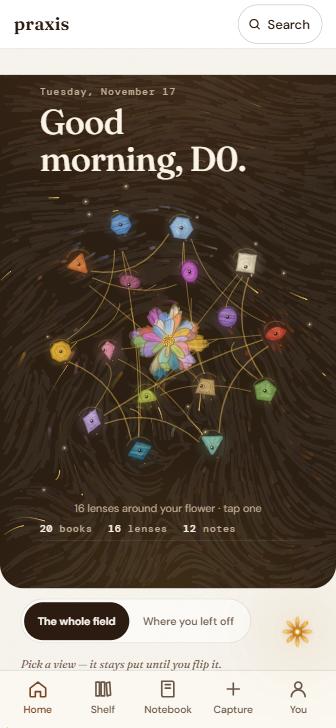 praxis
Search
Tuesday, November 17
Good
morning, D0.
16 lenses around your flower · tap one
20 books 16 lenses 12 notes
The whole field
Where you left off
Pick a view — it stays put until you flip it.
Home
Shelf
Notebook
Capture
You